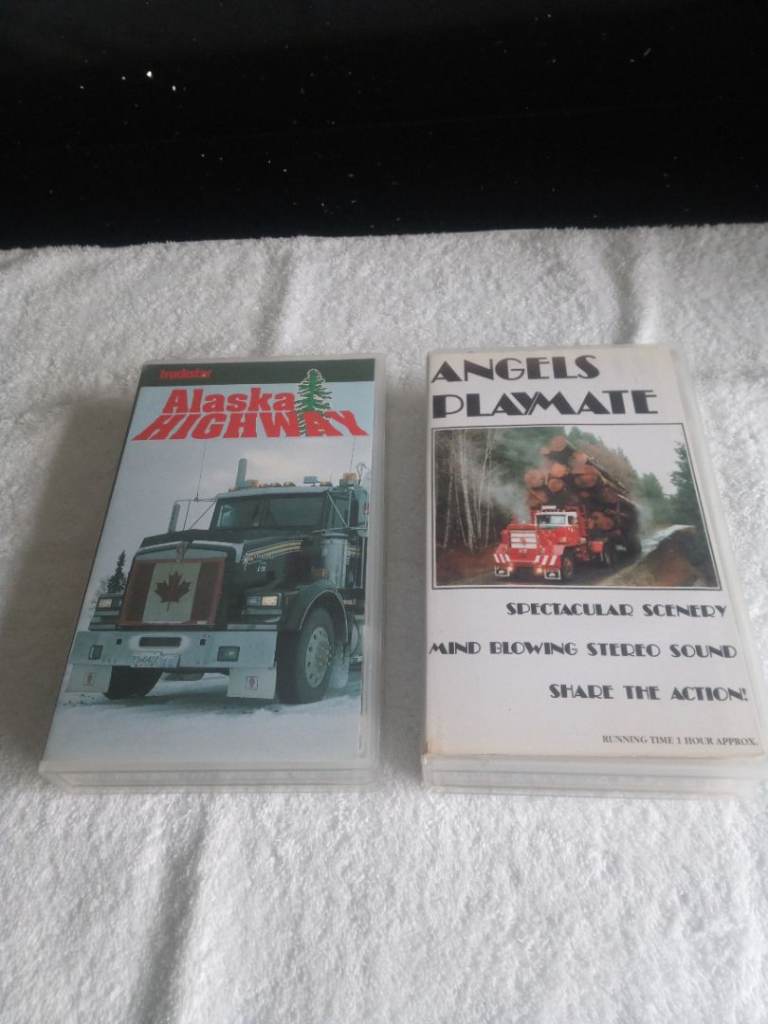 truckstar
Alaska
HIGHWAY
ANGELS
PLAYMATE
SPECTACULAR SCENERY
MIND BLOWING STEREO SOUND
SHARE THE ACTION!
RUNNING TIME 1 HOUR APPROX.